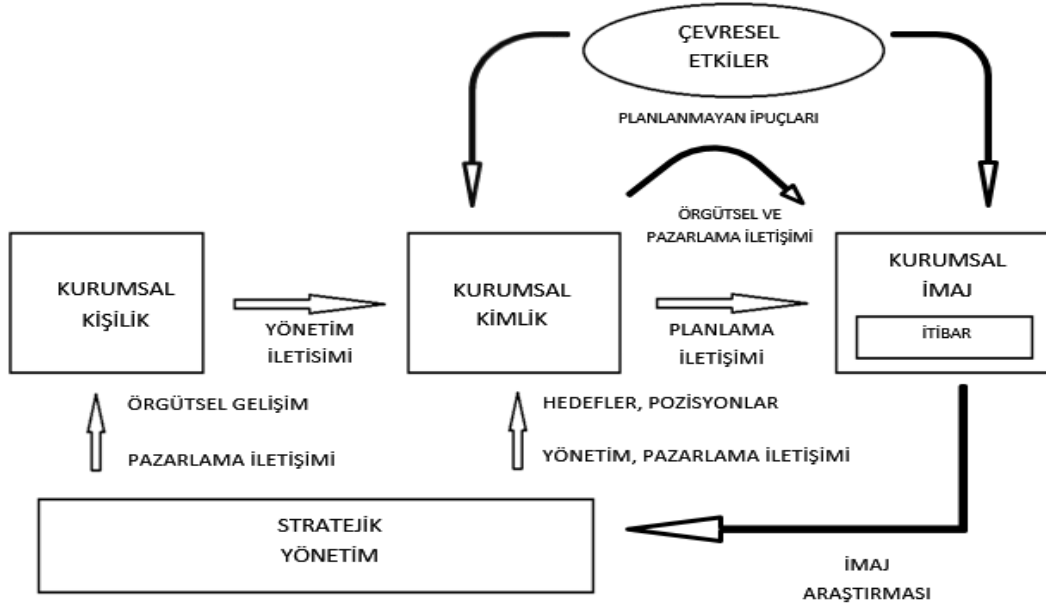 ÇEVRESEL
ETKİLER
PLANLANMAYAN İPUÇLARI
ÖRGÜTSEL VE
PAZARLAMA İLETİŞİMİ
KURUMSAL
KİŞİLİK
YÖNETİM
İLETİSİMİ
KURUMSAL
KİMLİK
PLANLAMA
İLETİŞİMİ
KURUMSAL
İMAJ
İTİBAR
ÖRGÜTSEL GELİŞİM
PAZARLAMA İLETİŞİMİ
HEDEFLER, POZİSYONLAR
YÖNETİM, PAZARLAMA İLETİŞİMİ
STRATEJİK
YÖNETİM
İMAJ
ARAŞTIRMASI